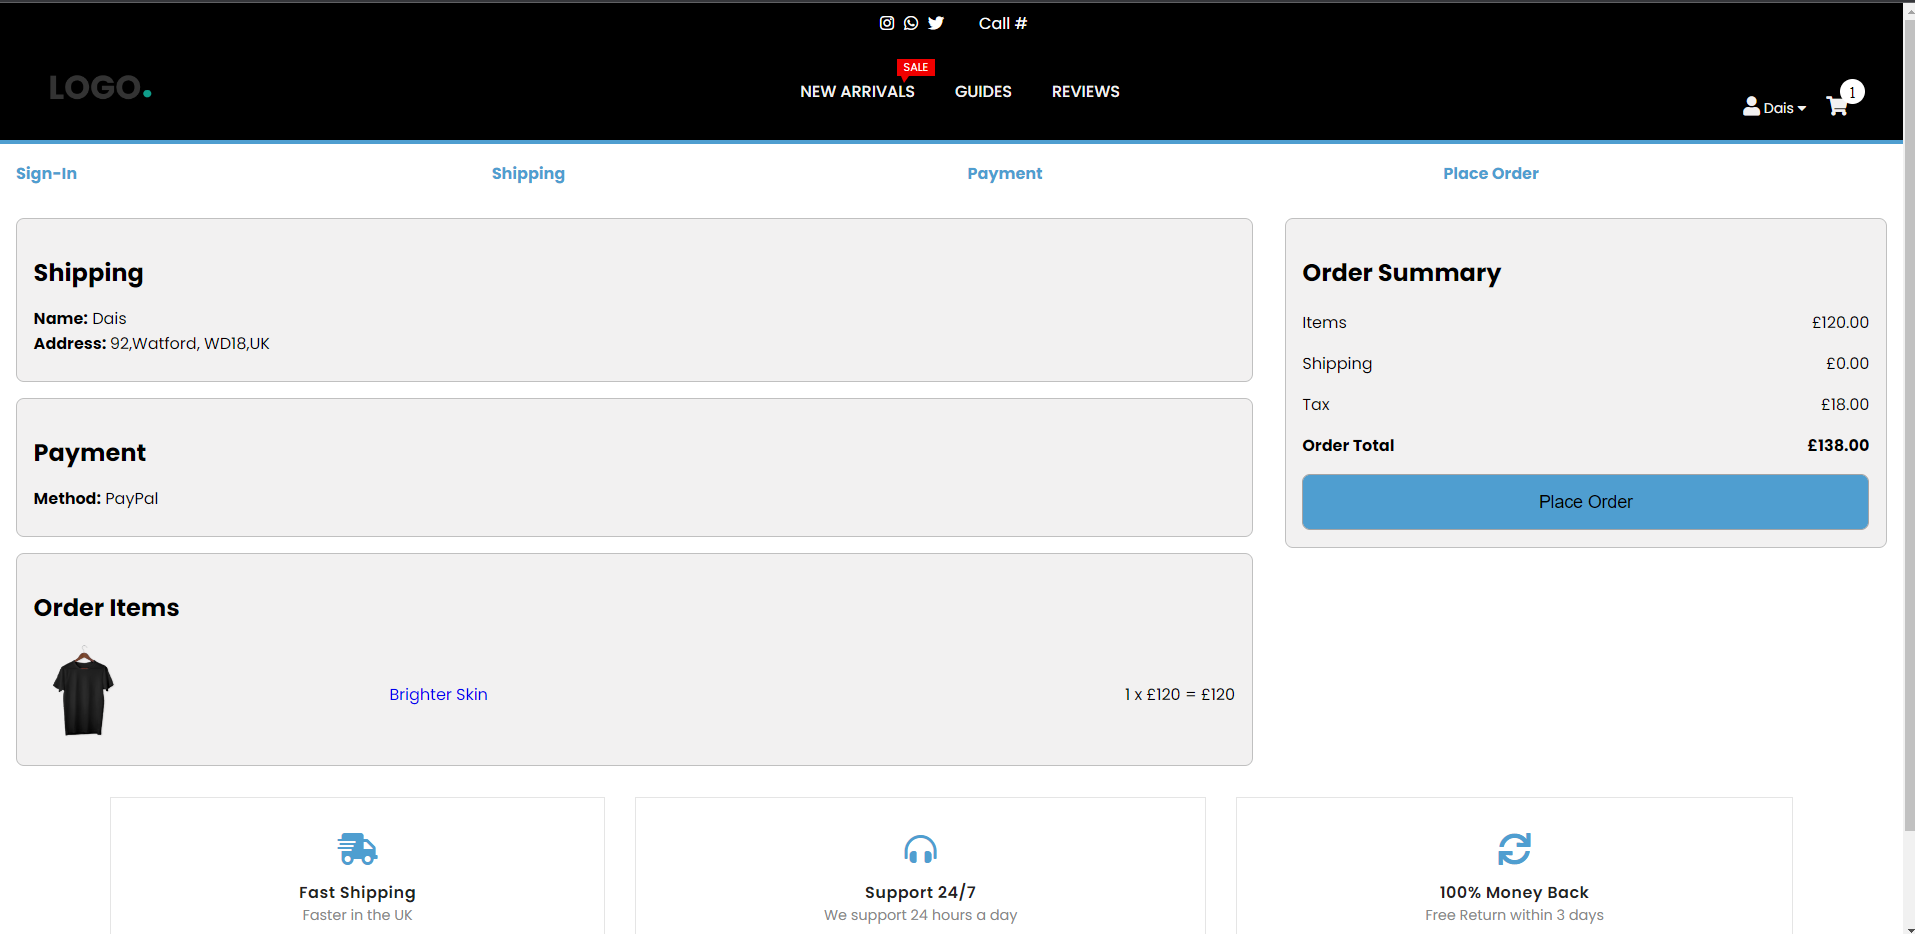 Call #
LOGO.
SALE
NEW ARRIVALS GUIDES REVIEWS
Dais
1
Sign-In Shipping Payment Place Order
Shipping
Name: Dais
Address: 92,Watford, WD18,UK
Payment
Method: PayPal
Order Items
Brighter Skin 1 x £120 = £120
Order Summary
Items £120.00
Shipping £0.00
Tax £18.00
Order Total £138.00
Place Order
Fast Shipping
Faster in the UK
Support 24/7
We support 24 hours a day
100% Money Back
Free Return within 3 days